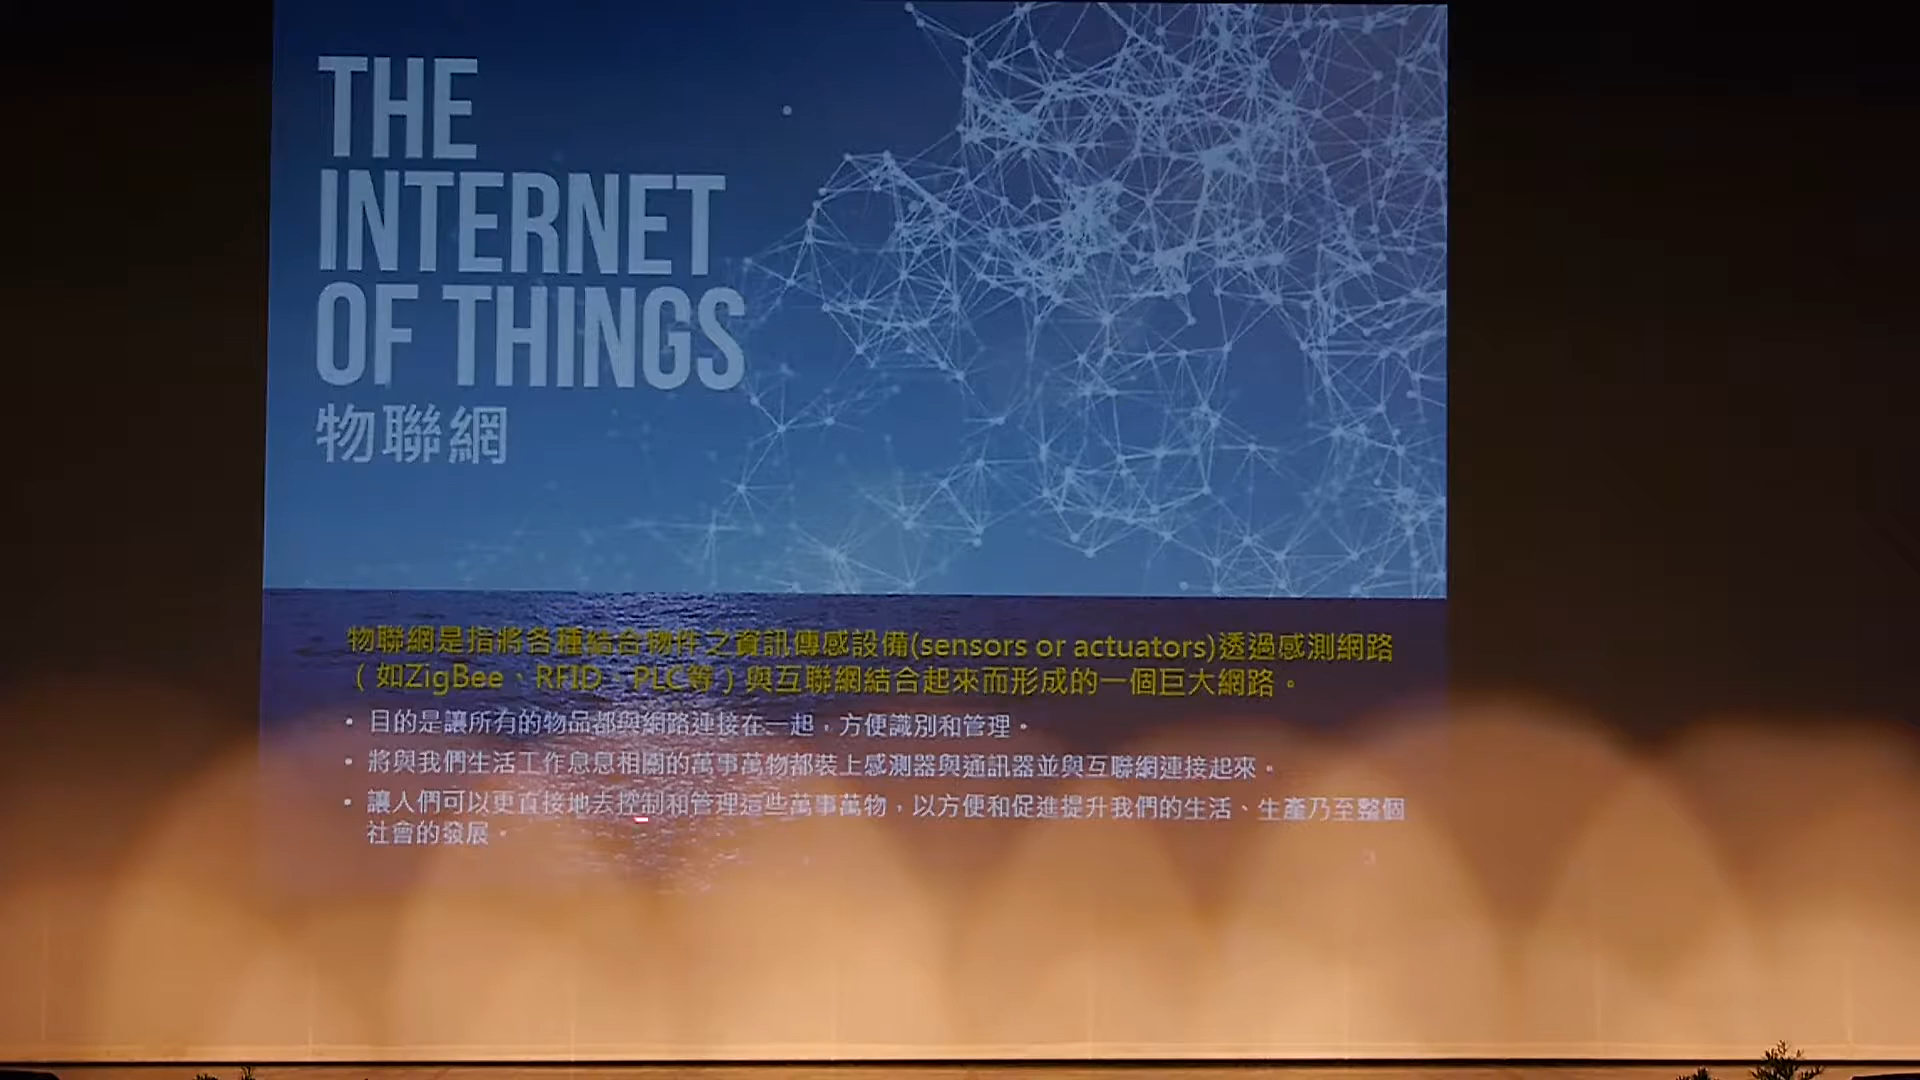 THE
INTERNET
OF THINGS
物聯網
物聯網是指將各種結合物件之資訊傳感設備(sensors or actuators)透過感測網路
（如ZigBee、RFID、PLC等）與互聯網結合起來而形成的一個巨大網路。
• 目的是讓所有的物品都與網路連接在一起，方便識別和管理。
• 將與我們生活工作息息相關的萬事萬物都裝上感測器與通訊器並與互聯網連接起來。
• 讓人們可以更直接地去控制和管理這些萬事萬物，以方便和促進提升我們的生活、生產乃至整個
社會的發展。
3